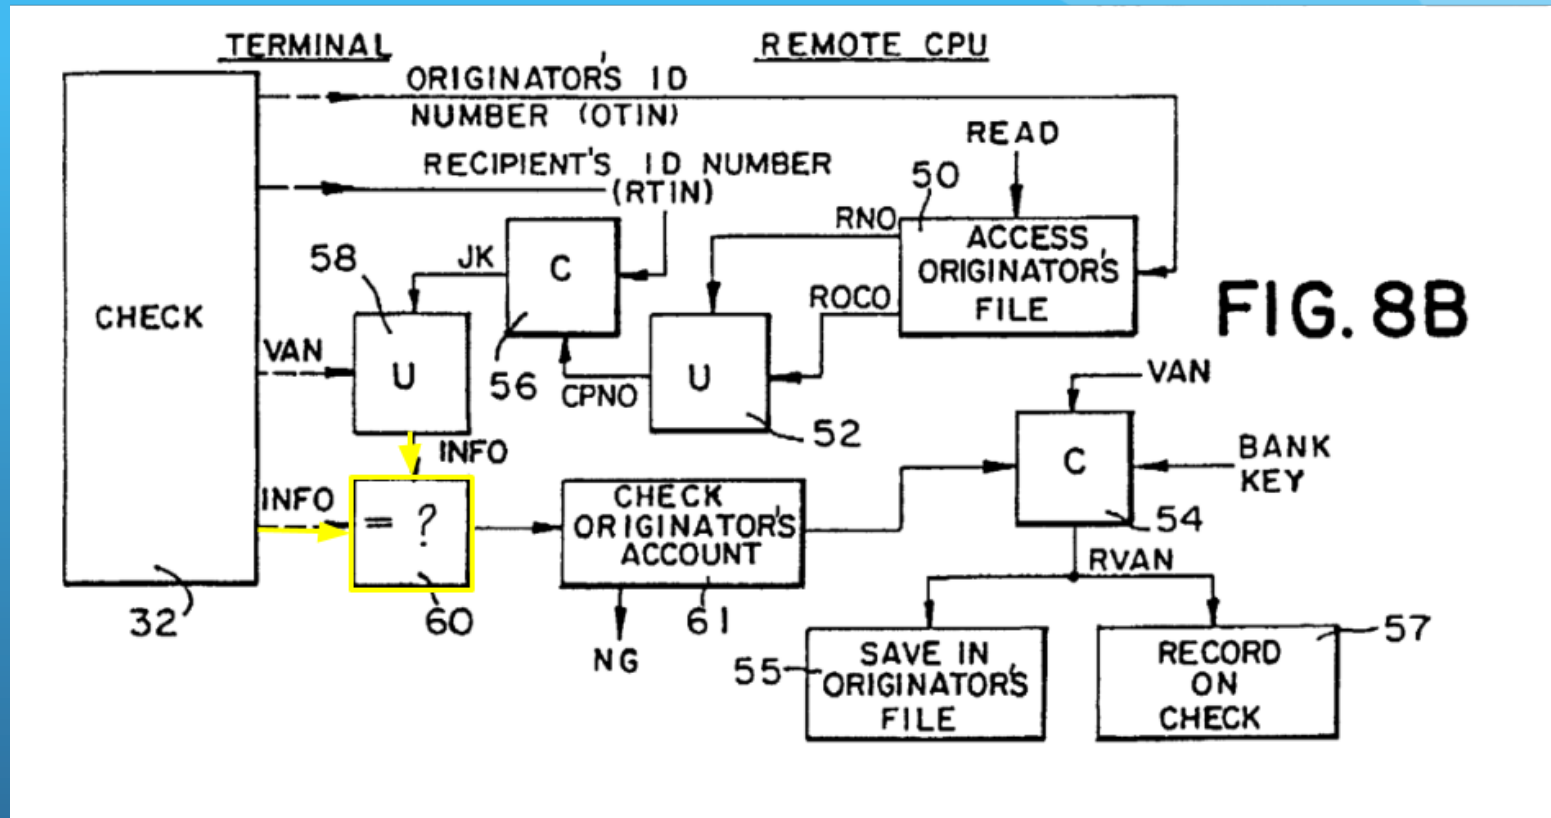 TERMINAL
REMOTE CPU
ORIGINATOR'S ID
NUMBER (OTIN)
READ
RECIPIENT'S ID NUMBER
(RTIN)
50
RNO
ACCESS
ORIGINATOR'S
FILE
58
JK
C
ROCO
FIG. 8B
CHECK
VAN
U
56
CPNO
U
52
VAN
INFO
C
BANK
KEY
INFO
= ?
CHECK
ORIGINATOR'S
ACCOUNT
54
RVAN
32
60
61
NG
55
SAVE IN
ORIGINATOR'S
FILE
RECORD
ON
CHECK
57